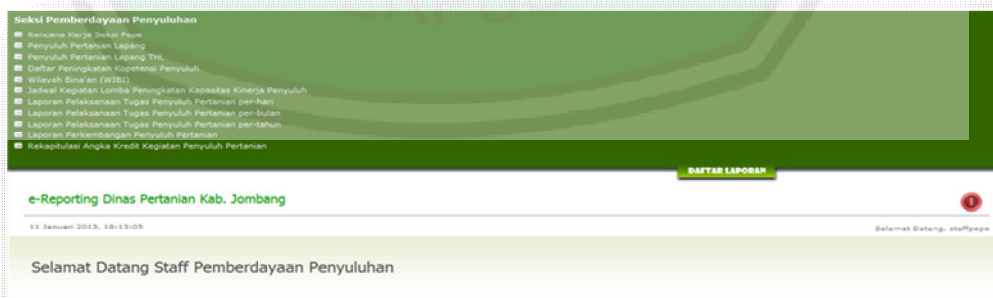 Seksi Pemberdayaan Penyuluhan
Rencana Kerja Seksi Pepe
Penyuluh Pertanian Lapang
Penyuluh Pertanian Lapang THL
Daftar Peningkatan Kopetensi Penyuluh
Wilayah Bina'an (WIBI)
Jadwal Kegiatan Lomba Peningkatan Kapasitas Kinerja Penyuluh
Laporan Pelaksanaan Tugas Penyuluh Pertanian per-hari
Laporan Pelaksanaan Tugas Penyuluh Pertanian per-bulan
Laporan Pelaksanaan Tugas Penyuluh Pertanian per-tahun
Laporan Perkembangan Penyuluh Pertanian
Rekapitulasi Angka Kredit Kegiatan Penyuluh Pertanian
DAFTAR LAPORAN
e-Reporting Dinas Pertanian Kab. Jombang
11 Januari 2013, 18:13:05
Selamat Datang, staffpepe
Selamat Datang Staff Pemberdayaan Penyuluhan